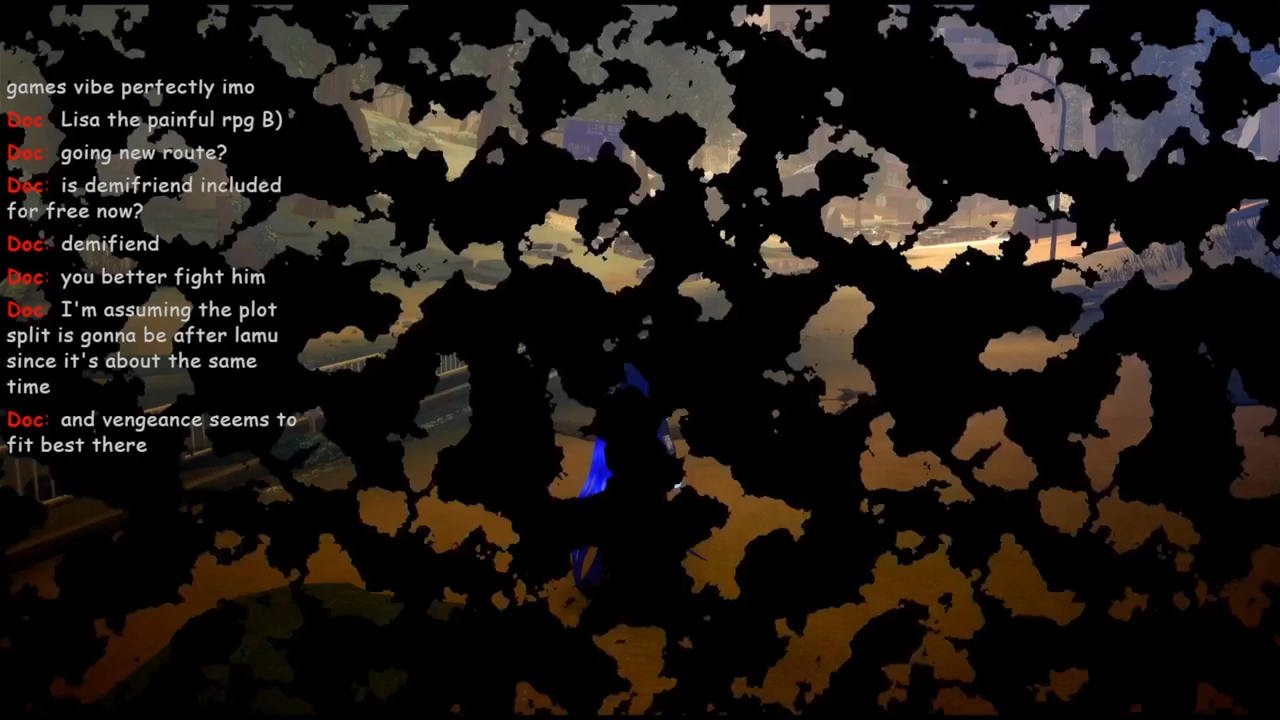 games vibe perfectly imo
Doc: Lisa the painful rpg B)
Doc: going new route?
Doc: is demifriend included
for free now?
Doc: demifiend
Doc: you better fight him
Doc: I'm assuming the plot
split is gonna be after lamu
since it's about the same
time
Doc: and vengeance seems to
fit best there